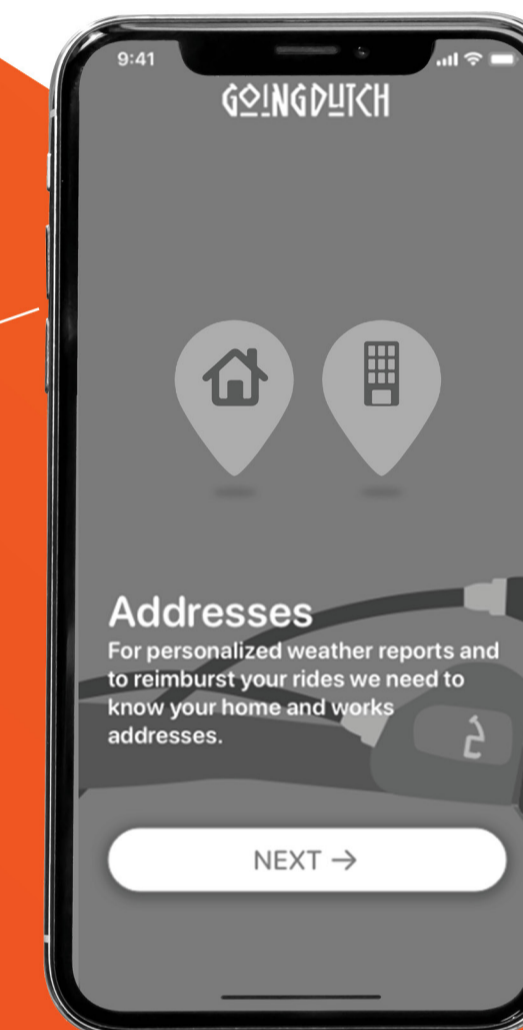 9:41
GOINGDUTCH
Addresses
For personalized weather reports and
to reimburst your rides we need to
know your home and works
addresses.
NEXT →